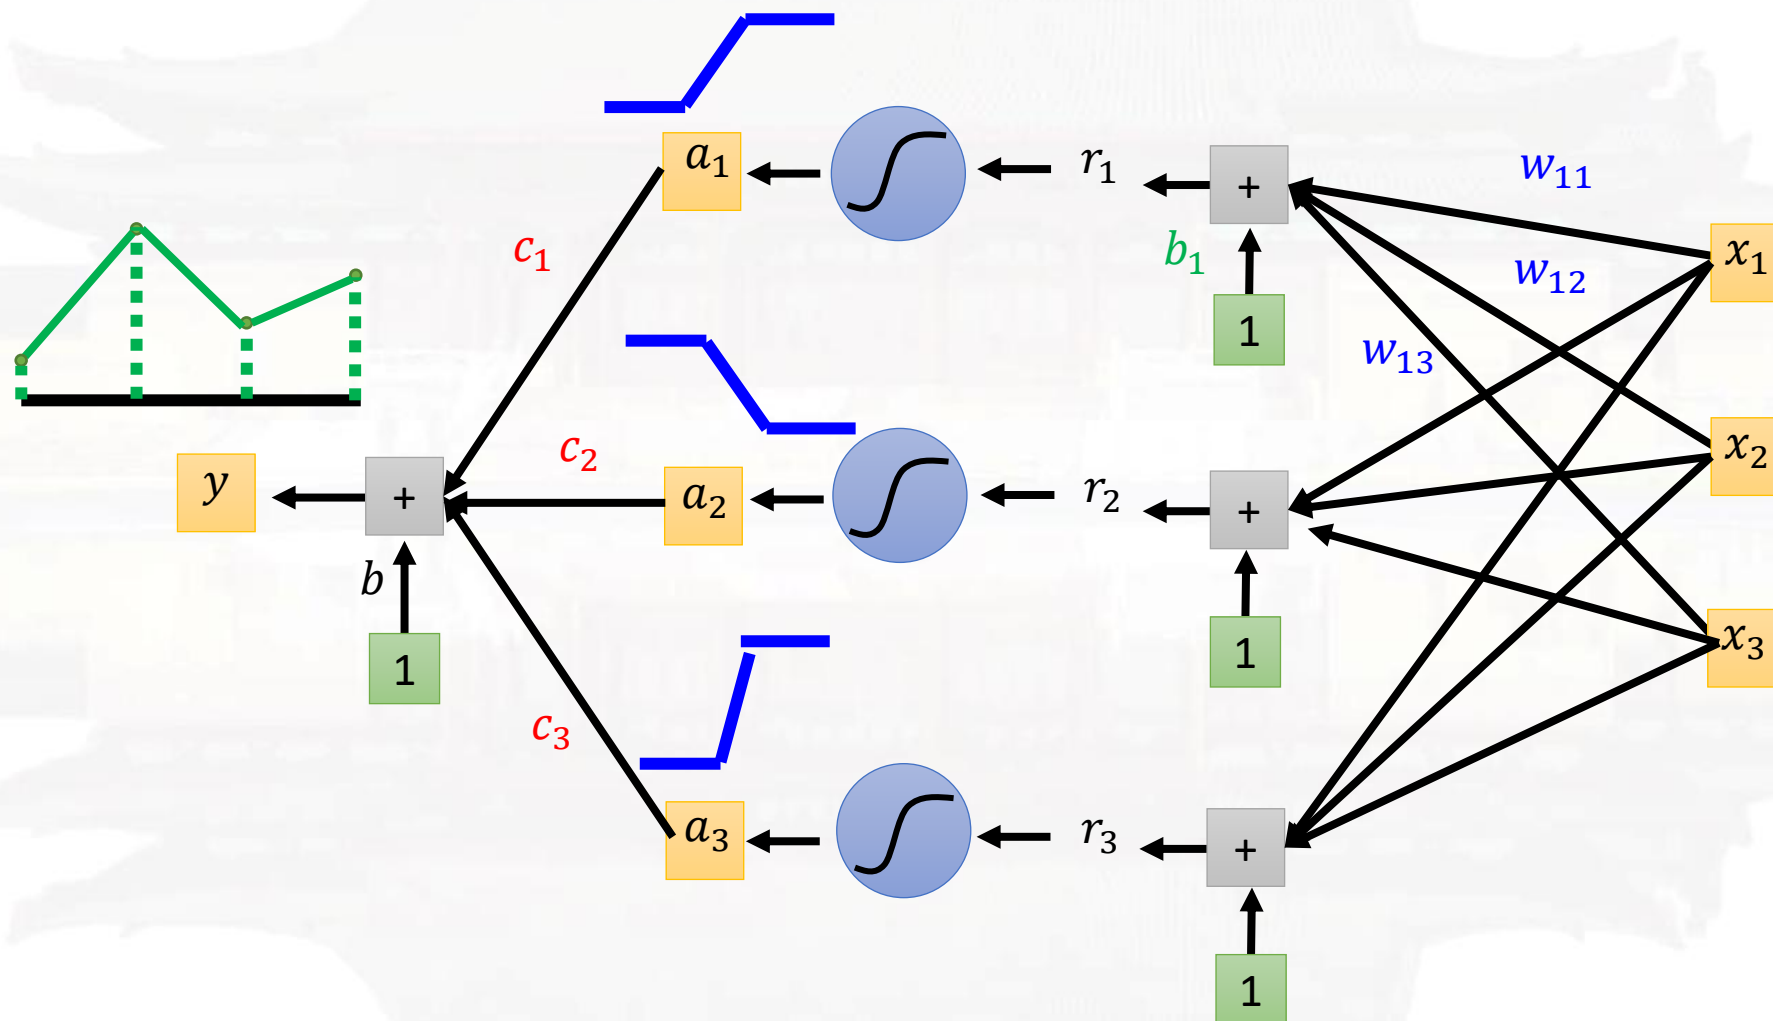 a₁
r₁
+
w₁₁
c₁
b₁
w₁₂
x₁
1
w₁₃
c₂
x₂
y
+
a₂
r₂
+
b
1
1
x₃
c₃
a₃
r₃
+
1